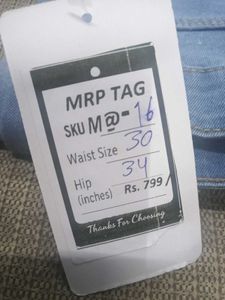 MRP TAG
SKU M@-16
Waist Size 30
Hip 34
(inches) Rs. 799/
Thanks For Choosing